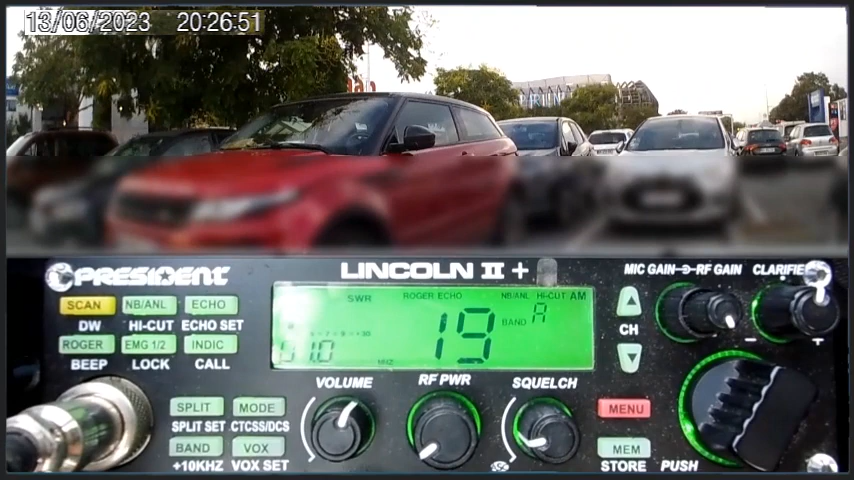 13/06/2023 20:26:51
PRESIDENT
LINCOLN II +
MIC GAIN RF GAIN CLARIFIER
SCAN NB/ANL ECHO
DW HI-CUT ECHO SET
ROGER EMG 1/2 INDIC
BEEP LOCK CALL
SWR ROGER ECHO NB/ANL HI-CUT AM
19 BAND A
CH
- +
VOLUME RF PWR SQUELCH
SPLIT MODE
SPLIT SET CTCSS/DCS
BAND VOX
+10KHZ VOX SET
MENU
MEM
STORE PUSH